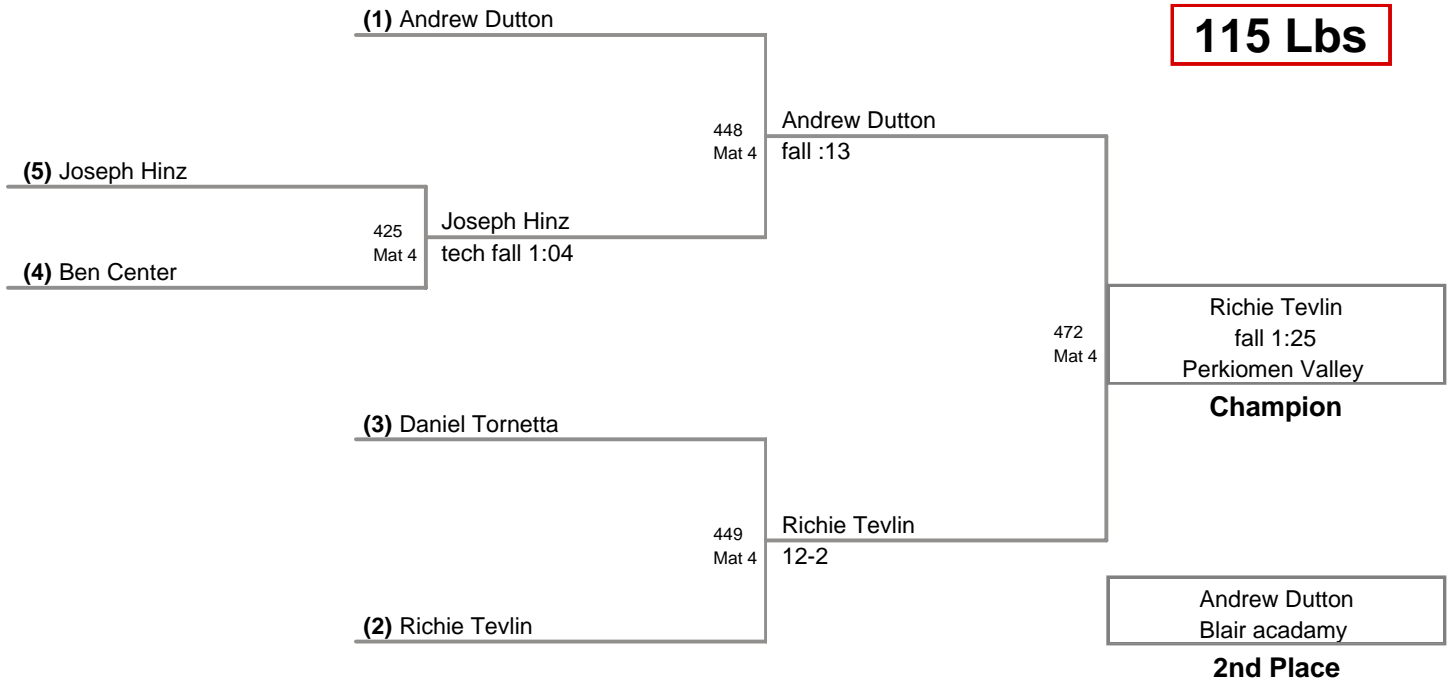 (1) Andrew Dutton
115 Lbs
448
Mat 4
Andrew Dutton
fall :13
(5) Joseph Hinz
425
Mat 4
Joseph Hinz
tech fall 1:04
(4) Ben Center
472
Mat 4
Richie Tevlin
fall 1:25
Perkiomen Valley
Champion
(3) Daniel Tornetta
449
Mat 4
Richie Tevlin
12-2
(2) Richie Tevlin
Andrew Dutton
Blair acadamy
2nd Place